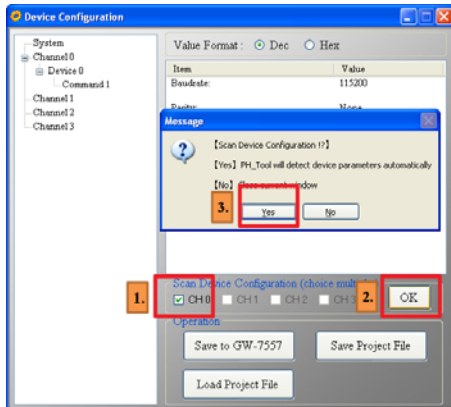 Device Configuration
System
Channel 0
Device 0
Command 1
Channel 1
Channel 2
Channel 3
Value Format : Dec Hex
Item Value
Baudrate: 115200
Parity: None
Message
【Scan Device Configuration !?】
【Yes】 PH_Tool will detect device parameters automatically
【No】 Close current window
3. Yes No
Scan Device Configuration (choice multiple)
1. CH 0 CH 1 CH 2 CH 3 2. OK
Operation
Save to GW-7557 Save Project File
Load Project File